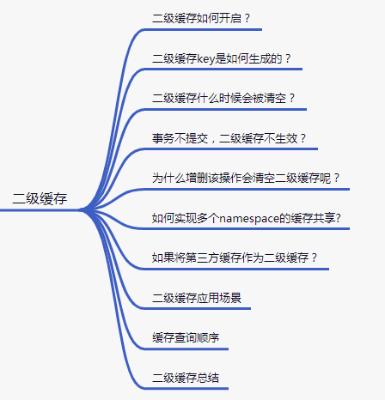 二级缓存如何开启？
二级缓存key是如何生成的？
二级缓存什么时候会被清空？
事务不提交，二级缓存不生效？
为什么增删该操作会清空二级缓存呢？
二级缓存
如何实现多个namespace的缓存共享?
如果将第三方缓存作为二级缓存？
二级缓存应用场景
缓存查询顺序
二级缓存总结